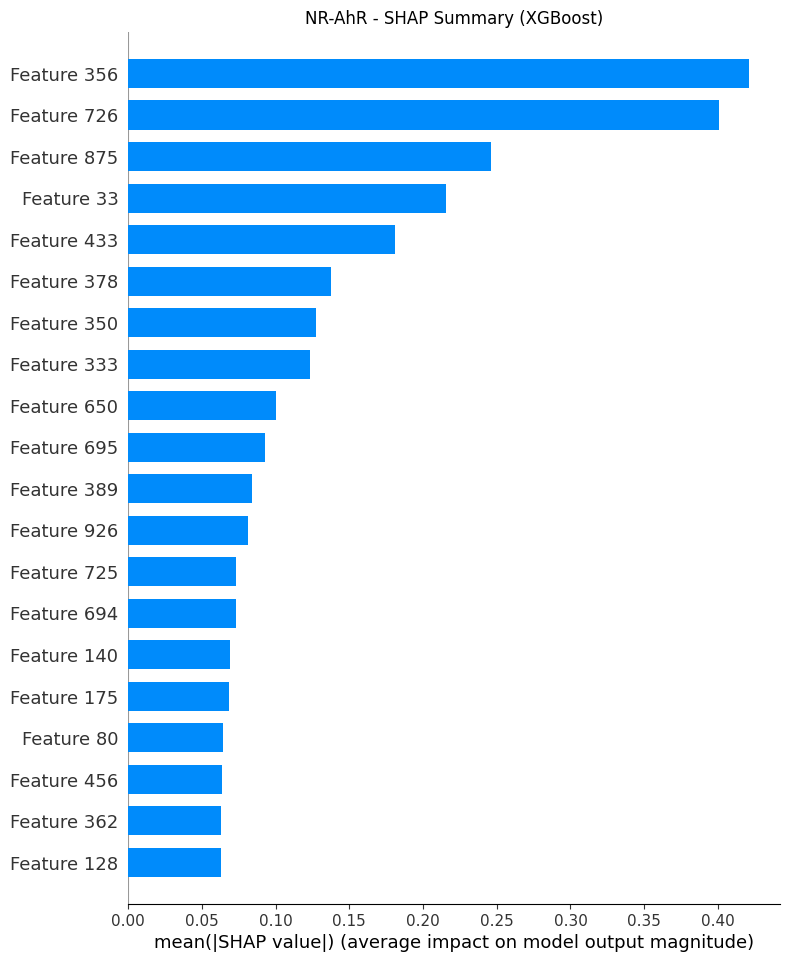 NR-AhR - SHAP Summary (XGBoost)
Feature 356
Feature 726
Feature 875
Feature 33
Feature 433
Feature 378
Feature 350
Feature 333
Feature 650
Feature 695
Feature 389
Feature 926
Feature 725
Feature 694
Feature 140
Feature 175
Feature 80
Feature 456
Feature 362
Feature 128
0.00 0.05 0.10 0.15 0.20 0.25 0.30 0.35 0.40
mean(|SHAP value|) (average impact on model output magnitude)